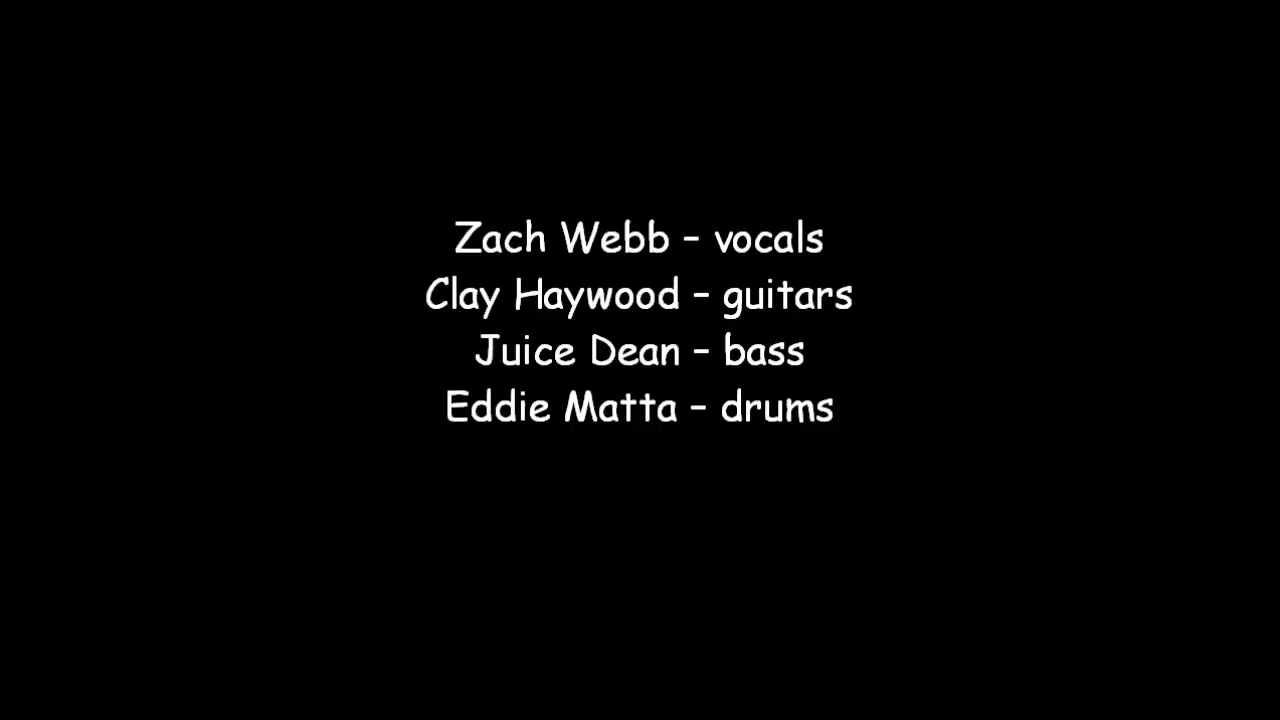 Zach Webb – vocals
Clay Haywood – guitars
Juice Dean – bass
Eddie Matta – drums